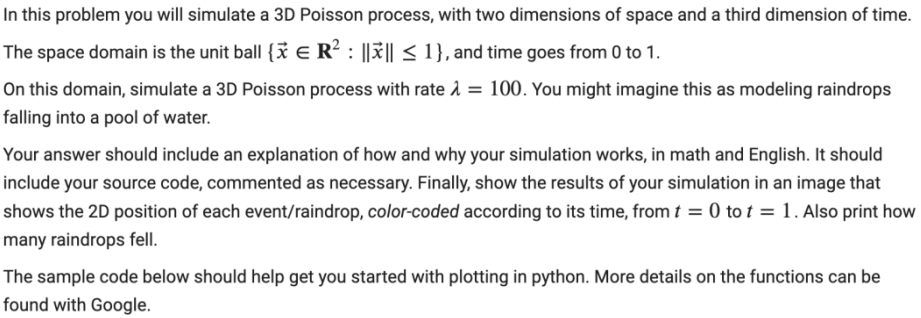 In this problem you will simulate a 3D Poisson process, with two dimensions of space and a third dimension of time.
The space domain is the unit ball {x⃗ ∈ R² : ||x⃗|| ≤ 1}, and time goes from 0 to 1.
On this domain, simulate a 3D Poisson process with rate λ = 100. You might imagine this as modeling raindrops
falling into a pool of water.
Your answer should include an explanation of how and why your simulation works, in math and English. It should
include your source code, commented as necessary. Finally, show the results of your simulation in an image that
shows the 2D position of each event/raindrop, color-coded according to its time, from t = 0 to t = 1. Also print how
many raindrops fell.
The sample code below should help get you started with plotting in python. More details on the functions can be
found with Google.